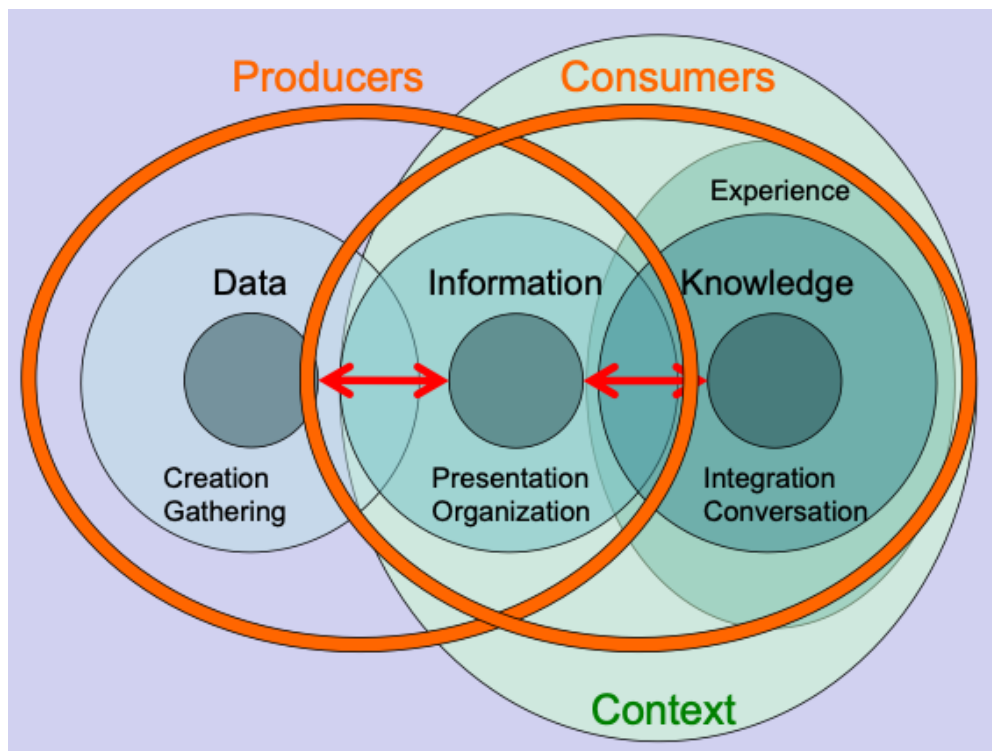 Producers
Consumers
Experience
Data
Information
Knowledge
Creation
Gathering
Presentation
Organization
Integration
Conversation
Context